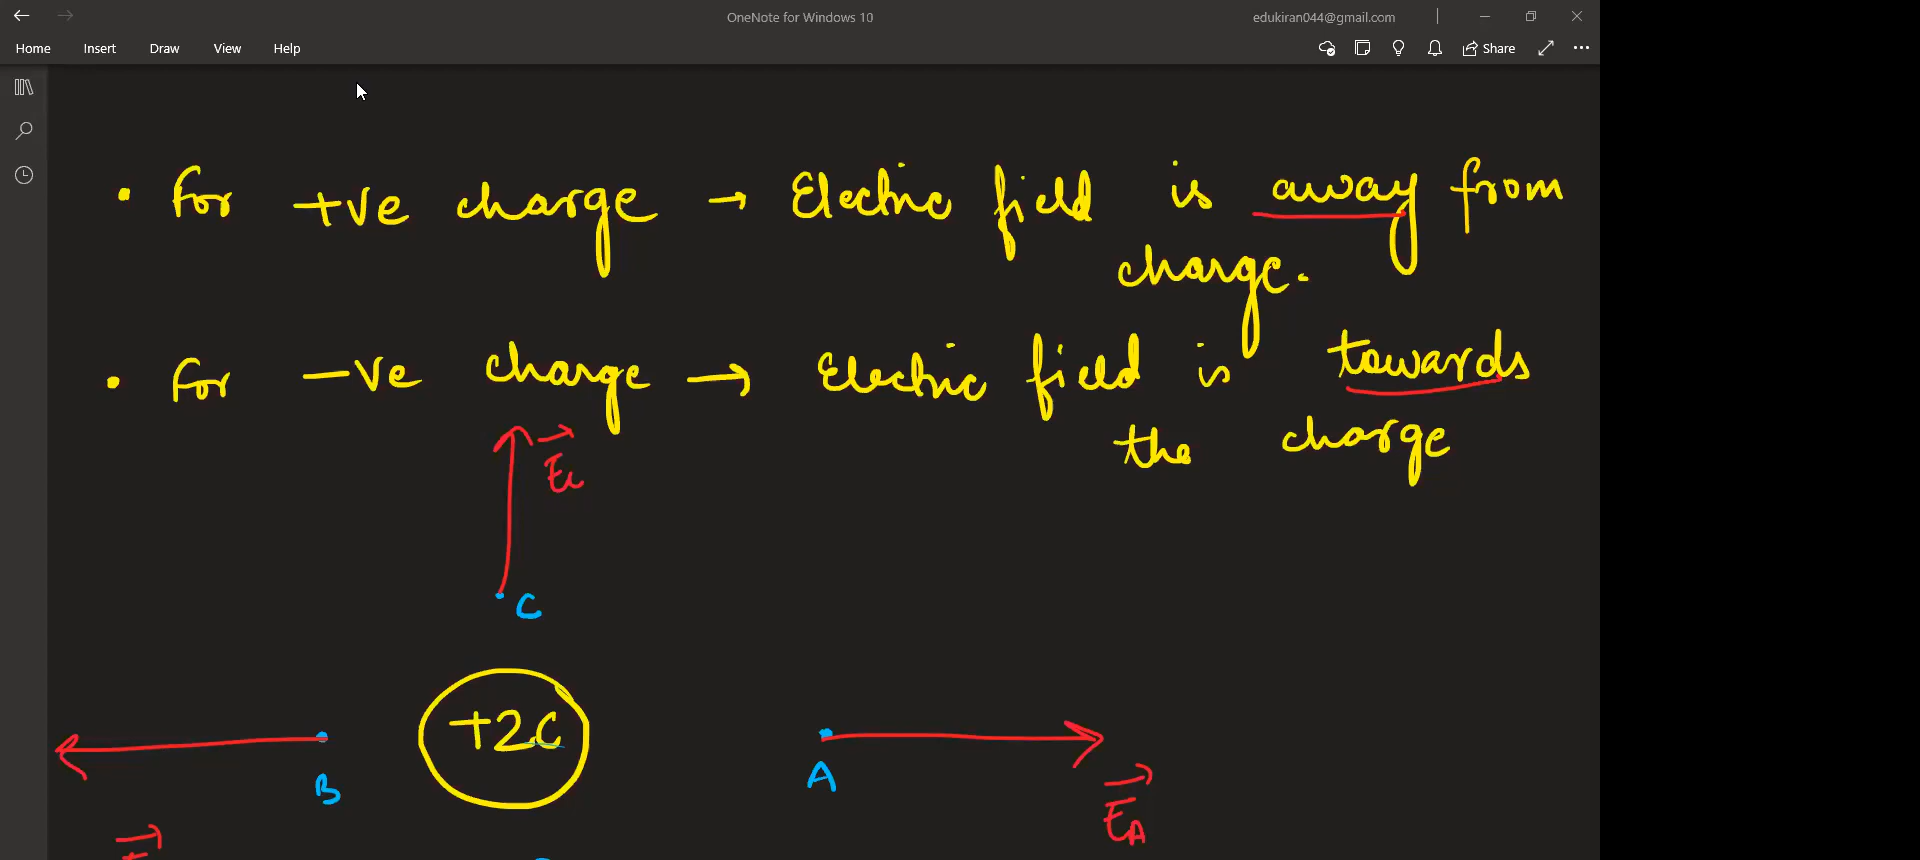 OneNote for Windows 10
edukiran044@gmail.com
Home Insert Draw View Help
Share
• For +ve charge → Electric field is away from
charge.
• For -ve charge → Electric field is towards
the charge
E
C
+2C
B
A
E A